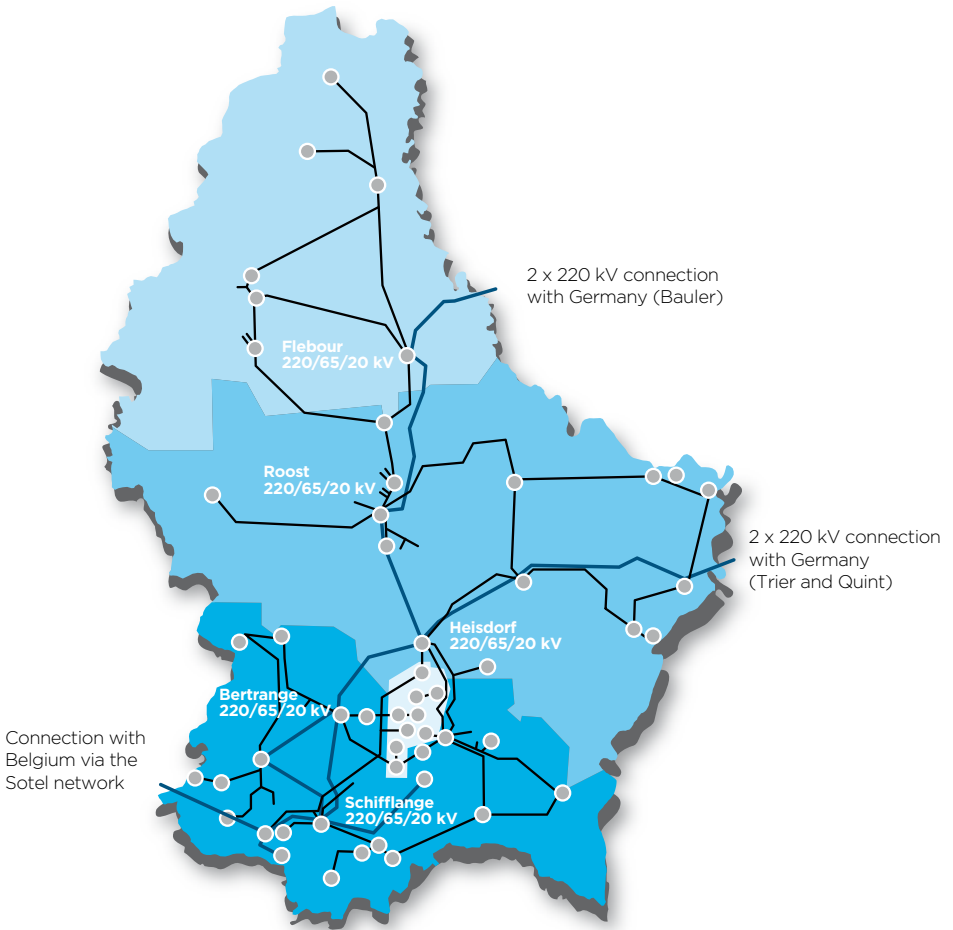 2 x 220 kV connection
with Germany (Bauler)
Flebour
220/65/20 kV
Roost
220/65/20 kV
2 x 220 kV connection
with Germany
(Trier and Quint)
Heisdorf
220/65/20 kV
Bertrange
220/65/20 kV
Connection with
Belgium via the
Sotel network
Schifflange
220/65/20 kV